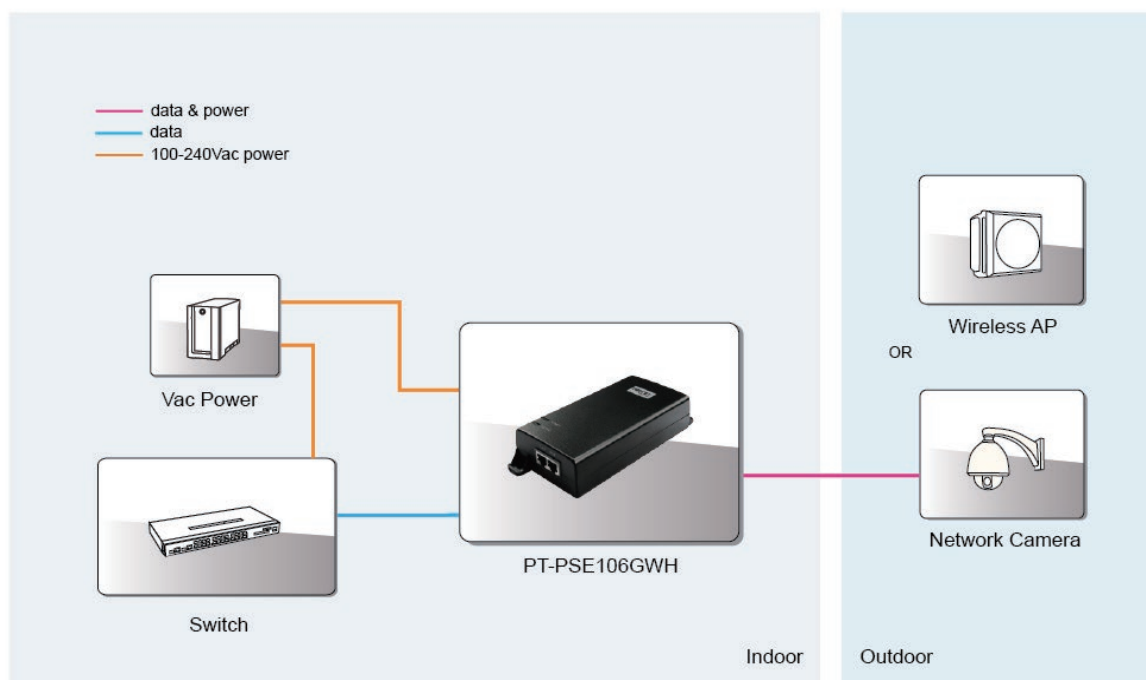 data & power
data
100-240Vac power
Vac Power
Switch
PT-PSE106GWH
Wireless AP
OR
Network Camera
Indoor
Outdoor